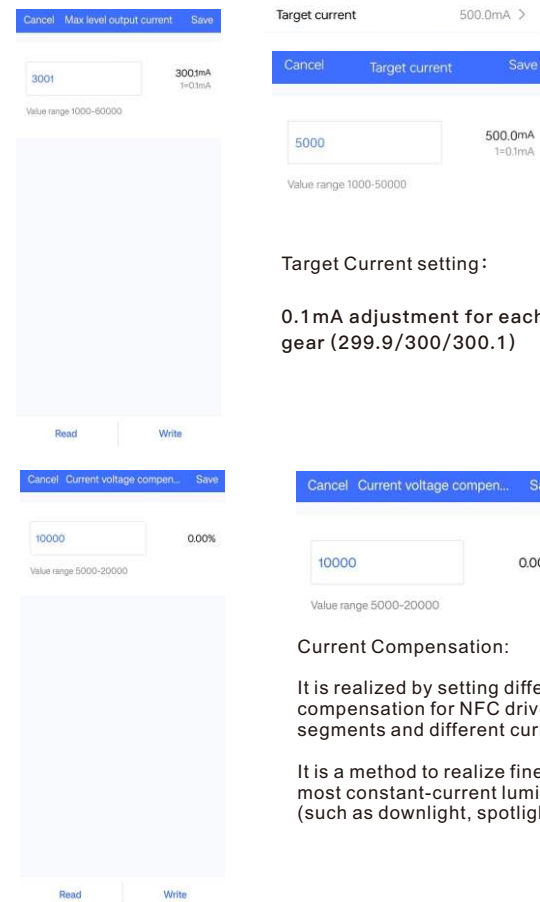 Cancel Max level output current Save
3001 300.1mA
1=0.1mA
Value range 1000-60000
Read Write
Target current 500.0mA >
Cancel Target current Save
5000 500.0mA
1=0.1mA
Value range 1000-50000
Target Current setting:
0.1mA adjustment for each
gear (299.9/300/300.1)
Cancel Current voltage compen... Save
10000 0.00%
Value range 5000-20000
Read Write
Cancel Current voltage compen...
10000
Value range 5000-20000
Current Compensation:
It is realized by setting
compensation for NFC
segments and different
It is a method to realize
most constant-current
(such as downlight,